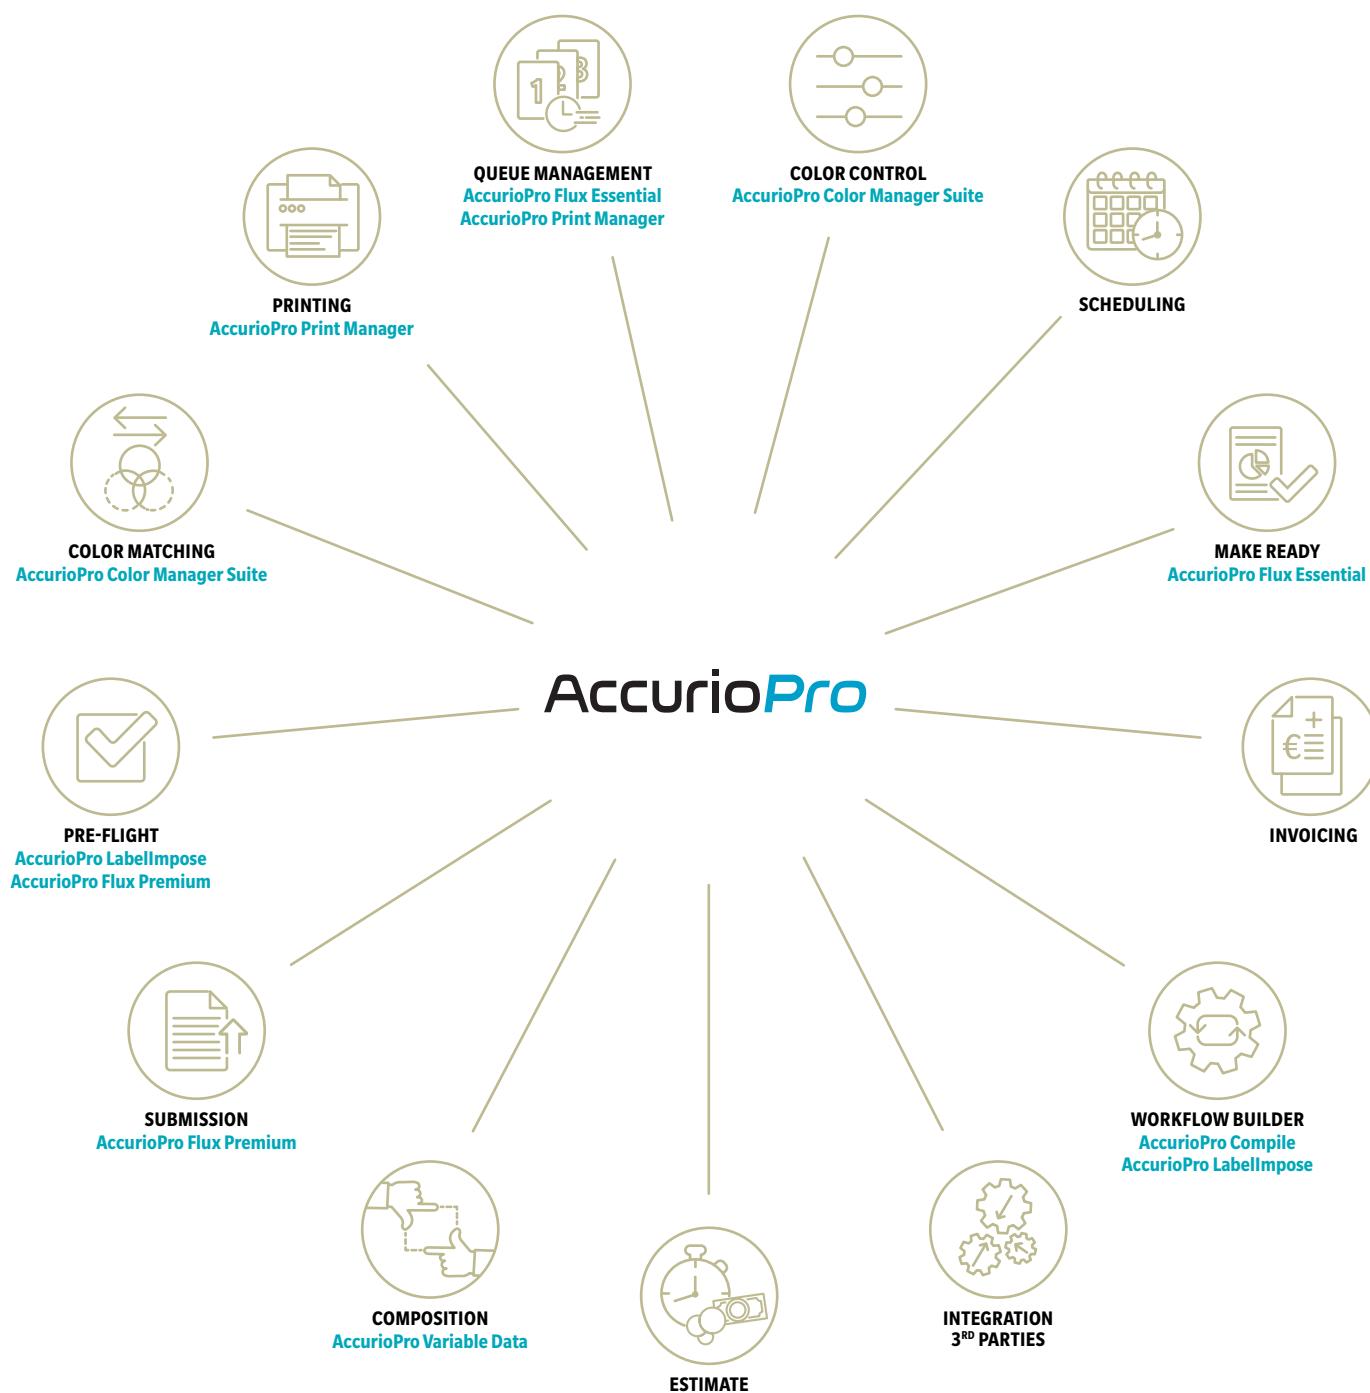 1
2
3
QUEUE MANAGEMENT
AccurioPro Flux Essential
AccurioPro Print Manager
COLOR CONTROL
AccurioPro Color Manager Suite
PRINTING
AccurioPro Print Manager
SCHEDULING
COLOR MATCHING
AccurioPro Color Manager Suite
MAKE READY
AccurioPro Flux Essential
AccurioPro
PRE-FLIGHT
AccurioPro LabelImpose
AccurioPro Flux Premium
+
€
INVOICING
SUBMISSION
AccurioPro Flux Premium
WORKFLOW BUILDER
AccurioPro Compile
AccurioPro LabelImpose
COMPOSITION
AccurioPro Variable Data
INTEGRATION
3RD PARTIES
ESTIMATE